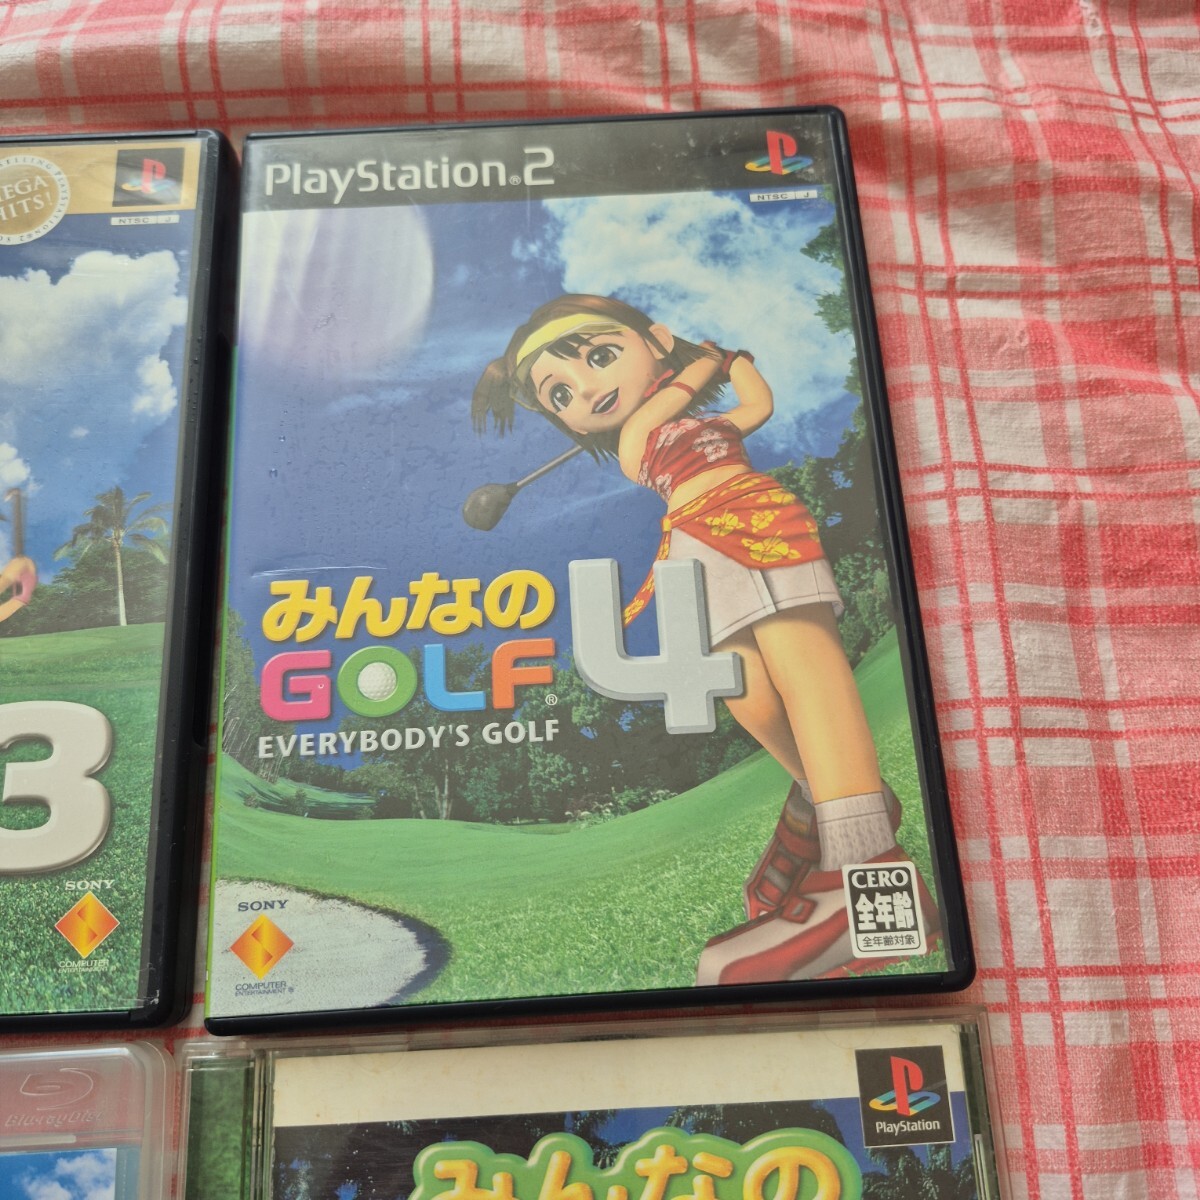 MEGA
HITS!
NTSC J
3
SONY
COMPUTER
ENTERTAINMENT
PlayStation®2
NTSC J
みんなの
GOLF® 4
EVERYBODY'S GOLF
CERO
全年齢
全年齢対象
SONY
COMPUTER
ENTERTAINMENT®
Blu-ray Disc
PlayStation
みんなの